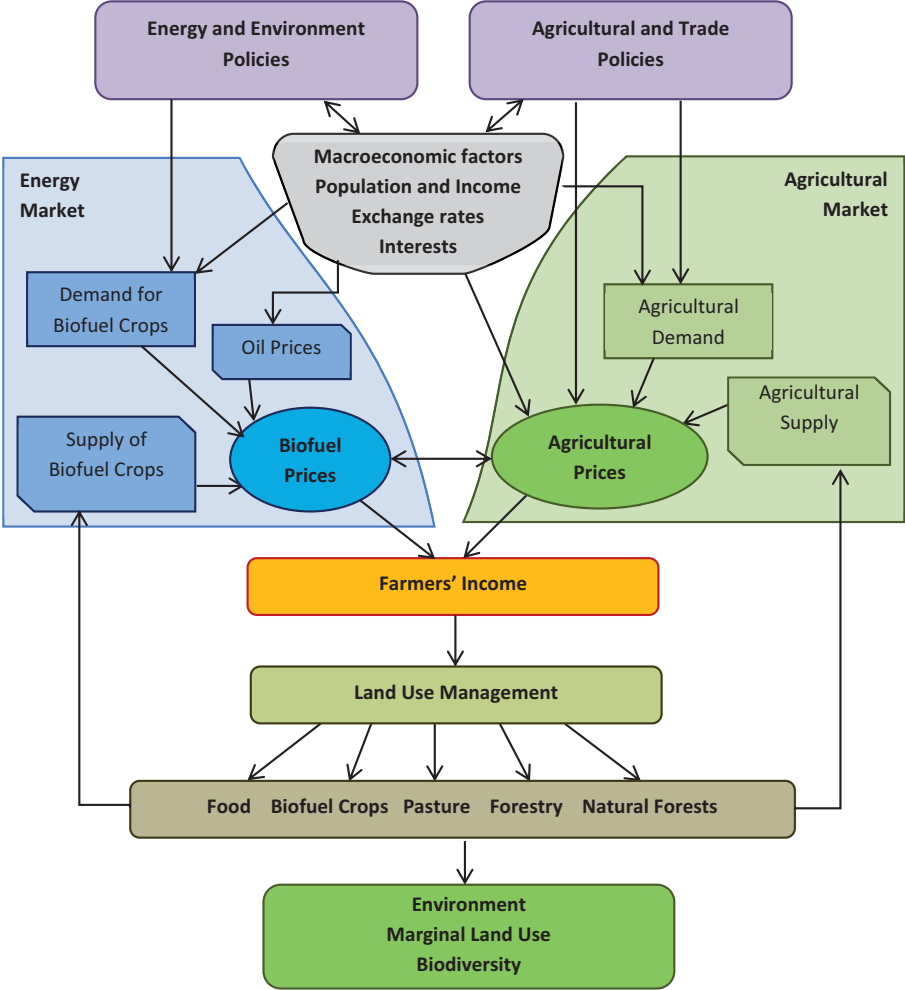 Energy and Environment
Policies
Agricultural and Trade
Policies
Macroeconomic factors
Population and Income
Exchange rates
Interests
Energy
Market
Agricultural
Market
Demand for
Biofuel Crops
Oil Prices
Agricultural
Demand
Agricultural
Supply
Supply of
Biofuel Crops
Biofuel
Prices
Agricultural
Prices
Farmers’ Income
Land Use Management
Food Biofuel Crops Pasture Forestry Natural Forests
Environment
Marginal Land Use
Biodiversity